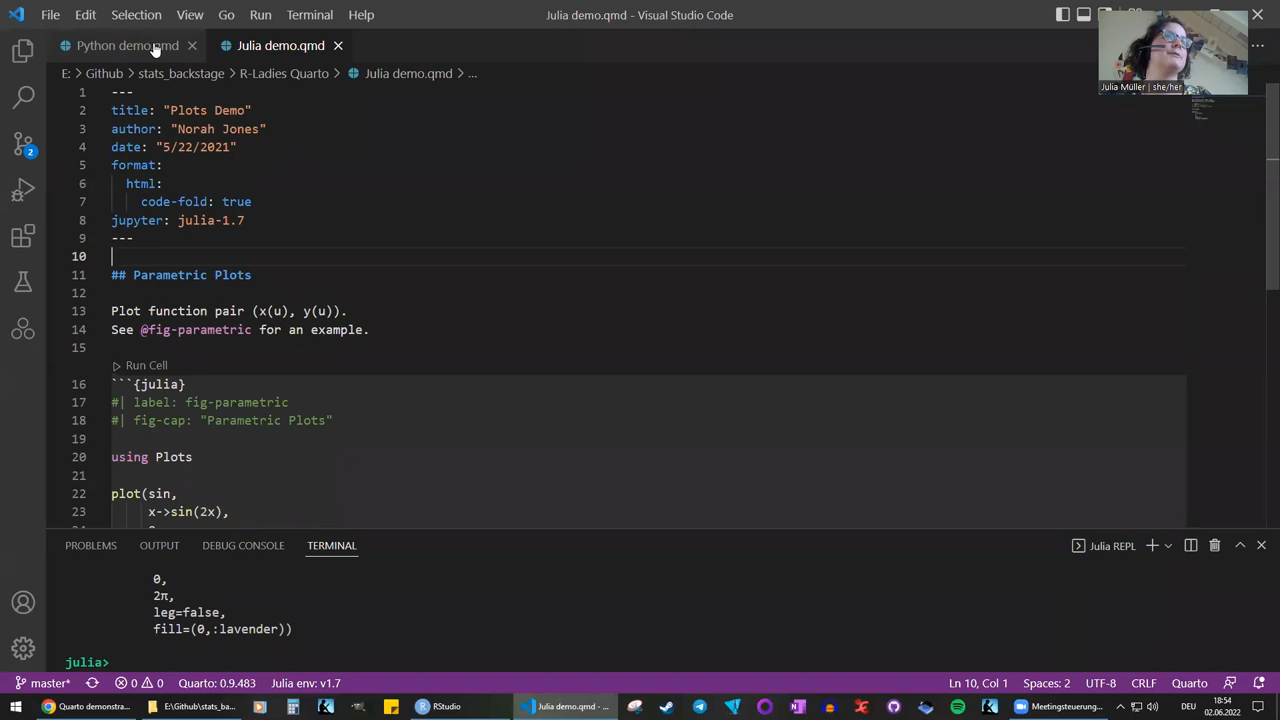 File Edit Selection View Go Run Terminal Help
Julia demo.qmd - Visual Studio Code
Python demo.qmd
Julia demo.qmd
E: > Github > stats_backstage > R-Ladies Quarto > Julia demo.qmd > ...
Julia Müller | she/her
1 ---
2 title: "Plots Demo"
3 author: "Norah Jones"
4 date: "5/22/2021"
5 format:
6 html:
7 code-fold: true
8 jupyter: julia-1.7
9 ---
10
11 ## Parametric Plots
12
13 Plot function pair (x(u), y(u)).
14 See @fig-parametric for an example.
15
Run Cell
16 ```{julia}
17 #| label: fig-parametric
18 #| fig-cap: "Parametric Plots"
19
20 using Plots
21
22 plot(sin,
23 x->sin(2x),
2
PROBLEMS OUTPUT DEBUG CONSOLE TERMINAL
Julia REPL
0,
2π,
leg=false,
fill=(0,:lavender))
julia>
master* 0 0 Quarto: 0.9.483 Julia env: v1.7
Ln 10, Col 1 Spaces: 2 UTF-8 CRLF Quarto
Quarto demonstra...
E:\Github\stats_ba...
RStudio
Julia demo.qmd - ...
Meetingsteuerung...
DEU
18:54
02.06.2022